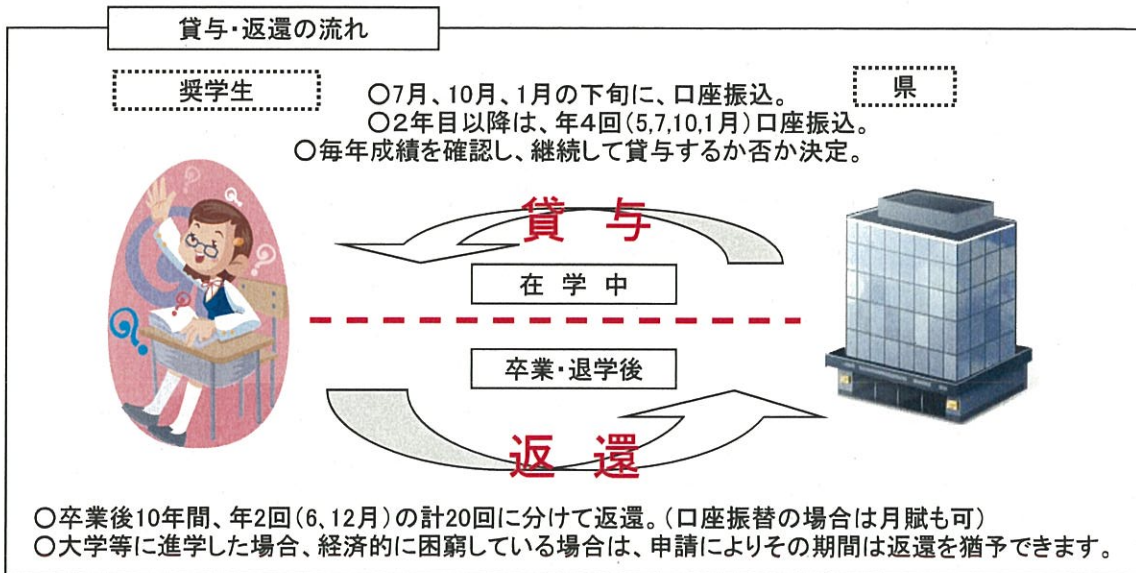 貸与・返還の流れ
奨学生
県
〇7月、10月、1月の下旬に、口座振込。
〇2年目以降は、年4回(5,7,10,1月)口座振込。
〇毎年成績を確認し、継続して貸与するか否か決定。
貸 与
在 学 中
卒業・退学後
返 還
〇卒業後10年間、年2回(6、12月)の計20回に分けて返還。(口座振替の場合は月賦も可)
〇大学等に進学した場合、経済的に困窮している場合は、申請によりその期間は返還を猶予できます。